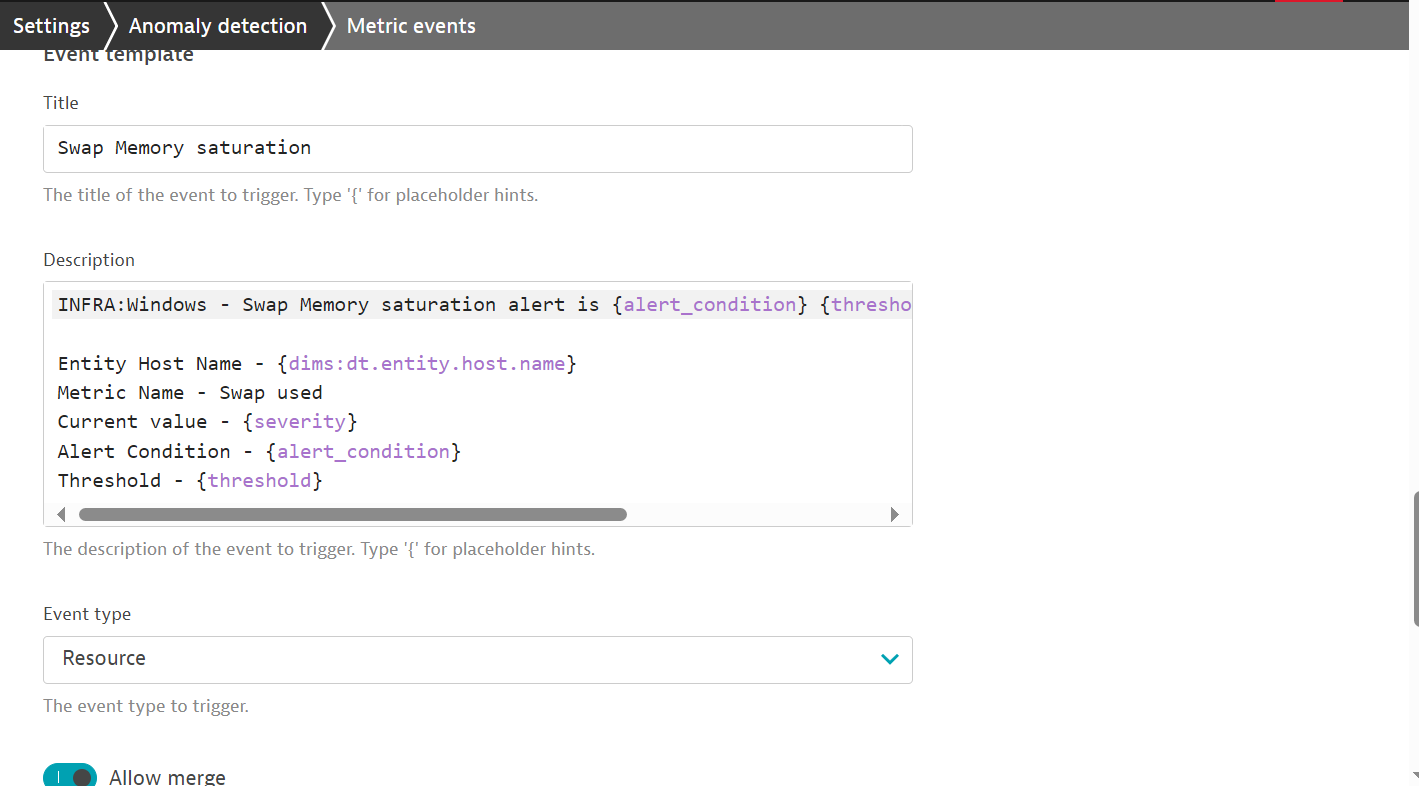 Settings
Anomaly detection
Metric events
Event template
Title
Swap Memory saturation
The title of the event to trigger. Type '{' for placeholder hints.
Description
INFRA:Windows - Swap Memory saturation alert is {alert_condition} {thresho
Entity Host Name - {dims:dt.entity.host.name}
Metric Name - Swap used
Current value - {severity}
Alert Condition - {alert_condition}
Threshold - {threshold}
The description of the event to trigger. Type '{' for placeholder hints.
Event type
Resource
The event type to trigger.
Allow merge